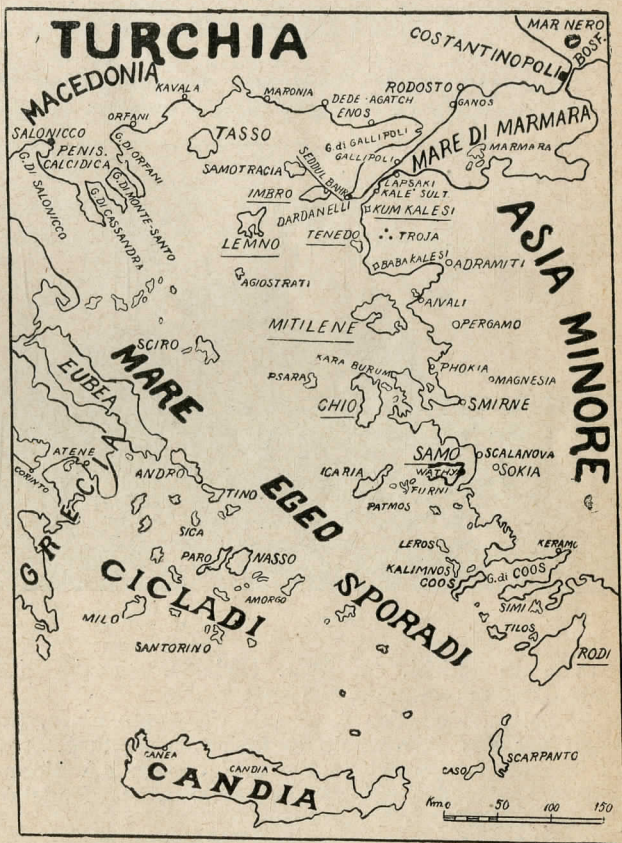 TURCHIA
MAR NERO
COSTANTINOPOLI
BOSF.
MACEDONIA
KAVALA
MARONIA
DEDE-AGATCH
ENOS
RODOSTO
GANOS
ORFANI
TASSO
G. di GALLIPOLI
GALLIPOLI
MARE DI MARMARA
MARMARA
SALONICCO
PENIS. CALCIDICA
G. DI ORFANI
G. DI MONTE-SANTO
G. DI CASSANDRA
G. DI SALONICCO
SAMOTRACIA
SEDDUL BAHR
IMBRO
DARDANELLI
LAPSAKI
KALE' SULT.
KUM KALESI
LEMNO
TENEDO
TROJA
ASIA MINORE
BABA KALESI
ADRAMITI
AGIOSTRATI
AIVALI
MITILENE
PERGAMO
SCIRO
MARE
EGEO
KARA BURUM
PHOKIA
PSARA
MAGNESIA
EUBEA
CHIO
SMIRNE
ATENE
CORINTO
GRECIA
ANDRO
TINO
ICARIA
SAMO
WATHY
SCALANOVA
SOKIA
FURNI
PATMOS
SICA
LEROS
KERAMO
PARO
NASSO
KALIMNOS
COOS
G. di COOS
CICLADI
AMORGO
SPORADI
SIMI
MILO
TILOS
SANTORINO
RODI
CANEA
CANDIA
CANDIA
SCARPANTO
CASO
Km. 0 50 100 150